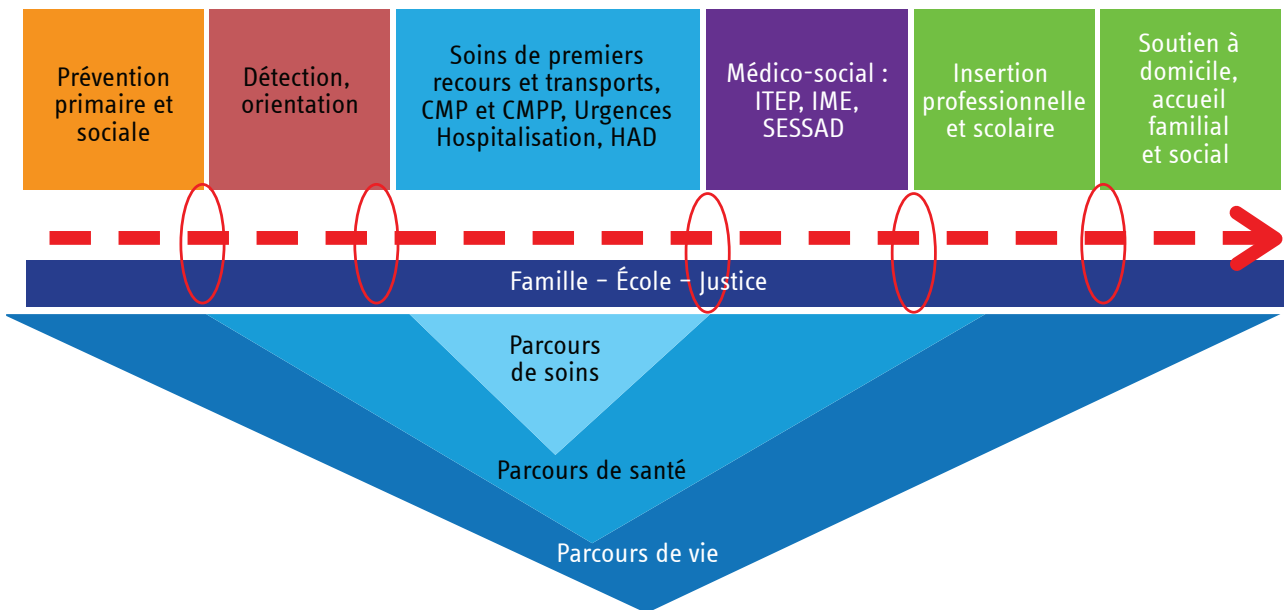 Prévention
primaire et
sociale
Détection,
orientation
Soins de premiers
recours et transports,
CMP et CMPP, Urgences
Hospitalisation, HAD
Médico-social :
ITEP, IME,
SESSAD
Insertion
professionnelle
et scolaire
Soutien à
domicile,
accueil
familial
et social
Famille – École – Justice
Parcours
de soins
Parcours de santé
Parcours de vie